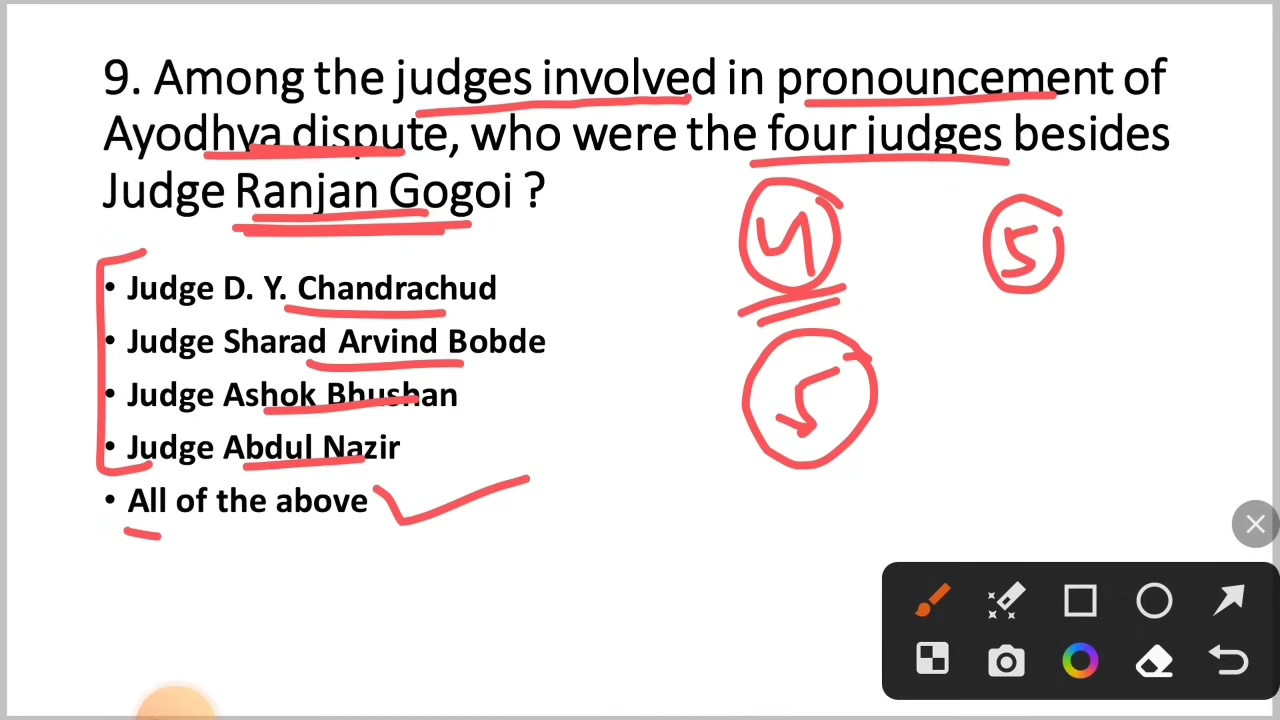 9. Among the judges involved in pronouncement of
Ayodhya dispute, who were the four judges besides
Judge Ranjan Gogoi ?
4
5
• Judge D. Y. Chandrachud
• Judge Sharad Arvind Bobde
5
• Judge Ashok Bhushan
• Judge Abdul Nazir
• All of the above